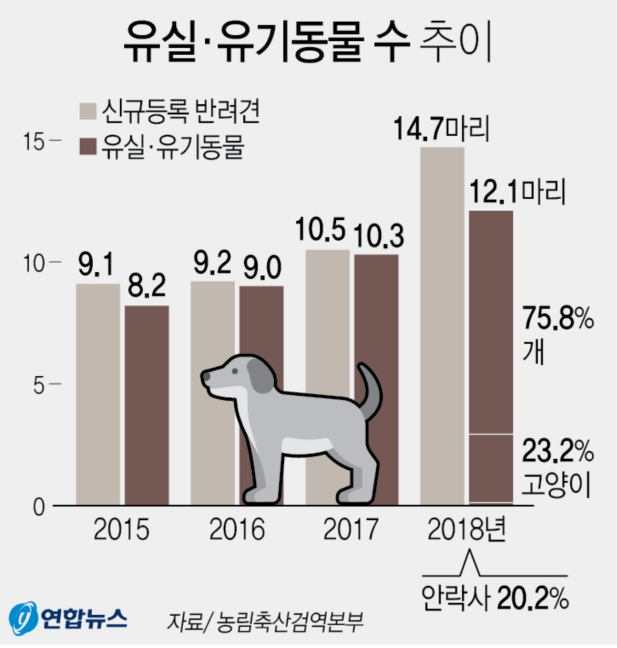 유실·유기동물 수 추이
신규등록 반려견
유실·유기동물
15
10
5
0
9.1
8.2
9.2
9.0
10.5
10.3
14.7마리
12.1마리
75.8%
개
23.2%
고양이
2015
2016
2017
2018년
안락사 20.2%
y 연합뉴스
자료/ 농림축산검역본부